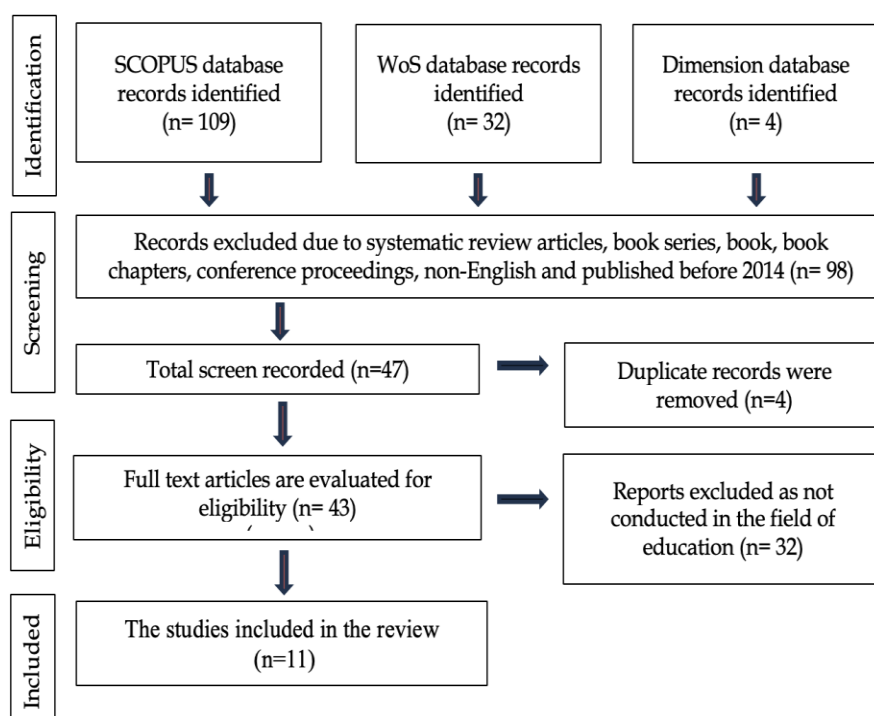 Identification
SCOPUS database
records identified
(n= 109)
WoS database records
identified
(n= 32)
Dimension database
records identified
(n= 4)
Screening
Records excluded due to systematic review articles, book series, book, book
chapters, conference proceedings, non-English and published before 2014 (n= 98)
Total screen recorded (n=47)
Duplicate records were
removed (n=4)
Eligibility
Full text articles are evaluated for
eligibility (n= 43)
Reports excluded as not
conducted in the field of
education (n= 32)
Included
The studies included in the review
(n=11)